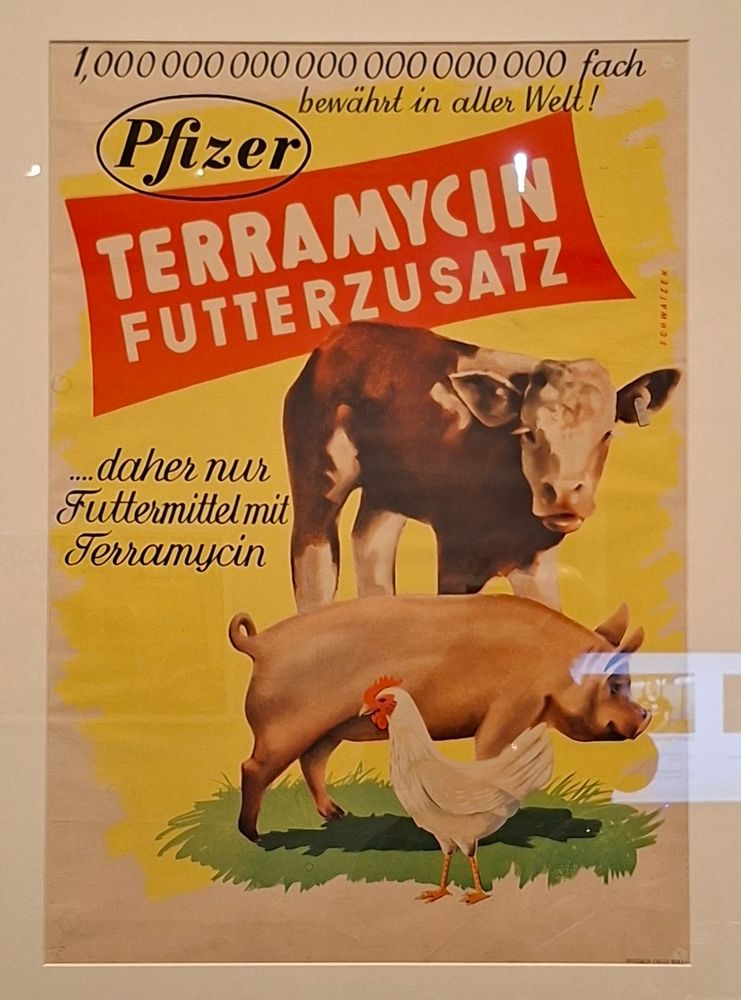 1,000 000 000 000 000 000 000 fach
bewährt in aller Welt!
Pfizer
TERRAMYCIN
FUTTERZUSATZ
SCHWAIZER
....daher nur
Futtermittel mit
Terramycin